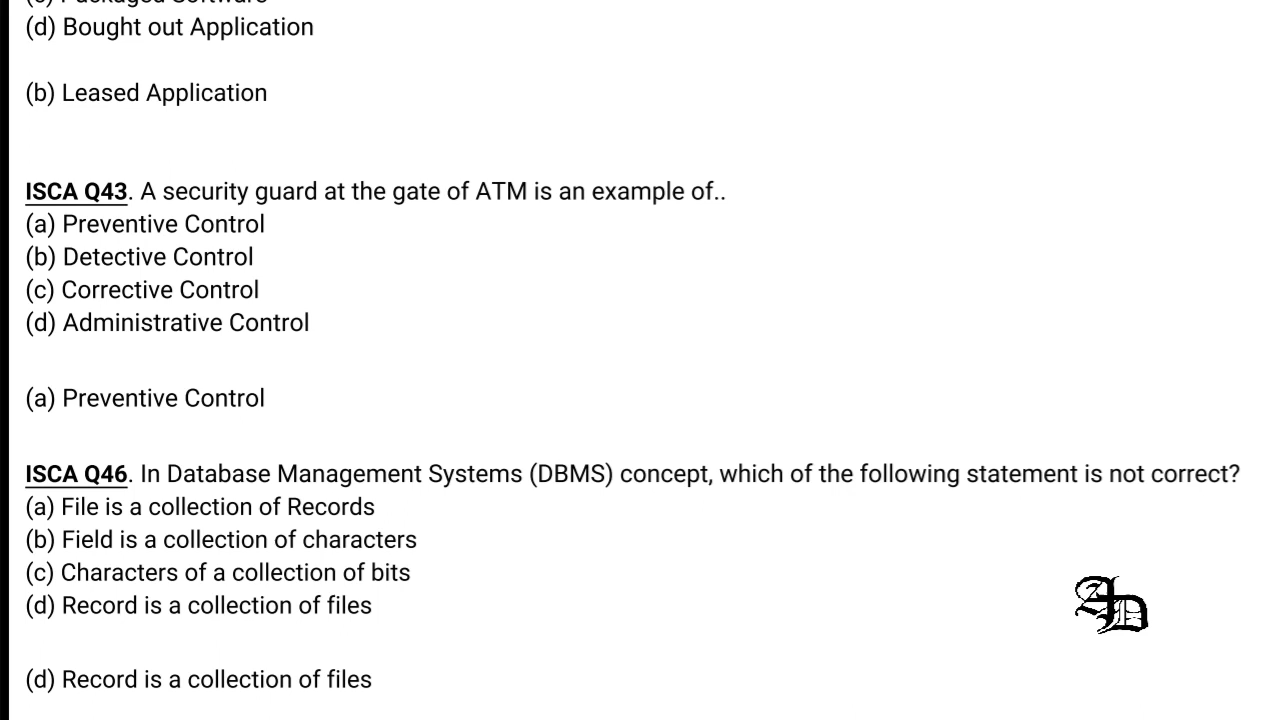 (c) Packaged Software
(d) Bought out Application
(b) Leased Application
ISCA Q43. A security guard at the gate of ATM is an example of..
(a) Preventive Control
(b) Detective Control
(c) Corrective Control
(d) Administrative Control
(a) Preventive Control
ISCA Q46. In Database Management Systems (DBMS) concept, which of the following statement is not correct?
(a) File is a collection of Records
(b) Field is a collection of characters
(c) Characters of a collection of bits
(d) Record is a collection of files
AD
(d) Record is a collection of files